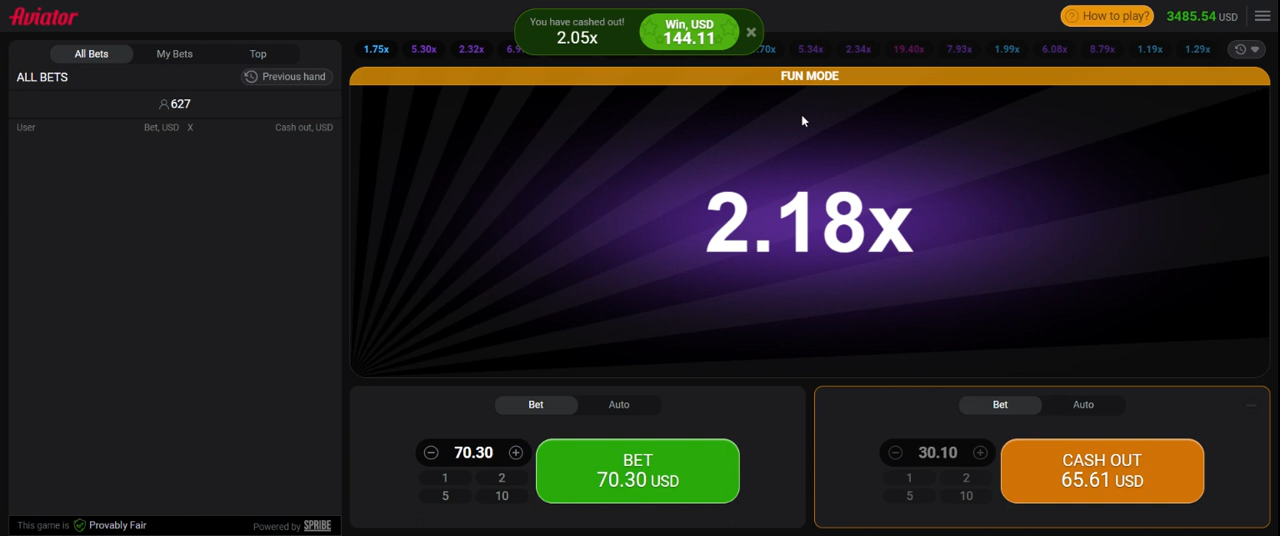 Aviator
You have cashed out!
2.05x
Win, USD
144.11
How to play?
3485.54 USD
All Bets
My Bets
Top
1.75x 5.30x 2.32x
5.34x 2.34x 19.40x 7.93x 1.99x 6.08x 8.79x 1.19x 1.29x
ALL BETS
Previous hand
FUN MODE
627
User Bet, USD X Cash out, USD
2.18x
Bet Auto
70.30
1 2
5 10
BET
70.30 USD
Bet Auto
30.10
1 2
5 10
CASH OUT
65.61 USD
This game is Provably Fair
Powered by SPRIBE